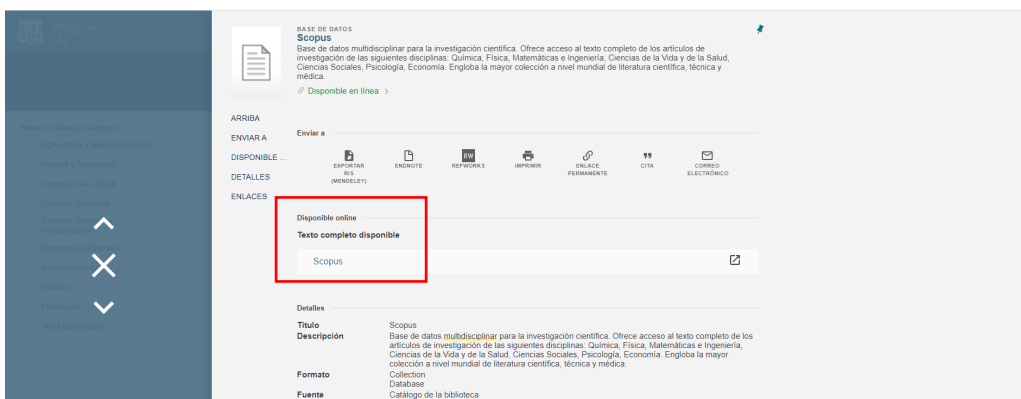 Bases de datos por categoría
Agricultura y Medio Ambiente
Ciencia y Tecnología
Ciencias de la Salud
Ciencias Jurídicas
Ciencias Sociales
Economía y Empresa
Psicología
BASE DE DATOS
Scopus
Base de datos multidisciplinar para la investigación científica. Ofrece acceso al texto completo de los artículos de
investigación de las siguientes disciplinas: Química, Física, Matemáticas e Ingeniería, Ciencias de la Vida y de la Salud,
Ciencias Sociales, Psicología, Economía. Engloba la mayor colección a nivel mundial de literatura científica, técnica y
médica.
Disponible en línea >
ARRIBA
ENVIAR A
DISPONIBLE ...
DETALLES
ENLACES
Enviar a
EXPORTAR
RIS
(MENDELEY)
ENDNOTE
RW
REFWORKS
IMPRIMIR
ENLACE
PERMANENTE
CITA
CORREO
ELECTRÓNICO
Disponible online
Texto completo disponible
Scopus
Detalles
Título Scopus
Descripción Base de datos multidisciplinar para la investigación científica. Ofrece acceso al texto completo de los
artículos de investigación de las siguientes disciplinas: Química, Física, Matemáticas e Ingeniería,
Ciencias de la Vida y de la Salud, Ciencias Sociales, Psicología, Economía. Engloba la mayor
colección a nivel mundial de literatura científica, técnica y médica.
Formato Collection
Database
Fuente Catálogo de la biblioteca